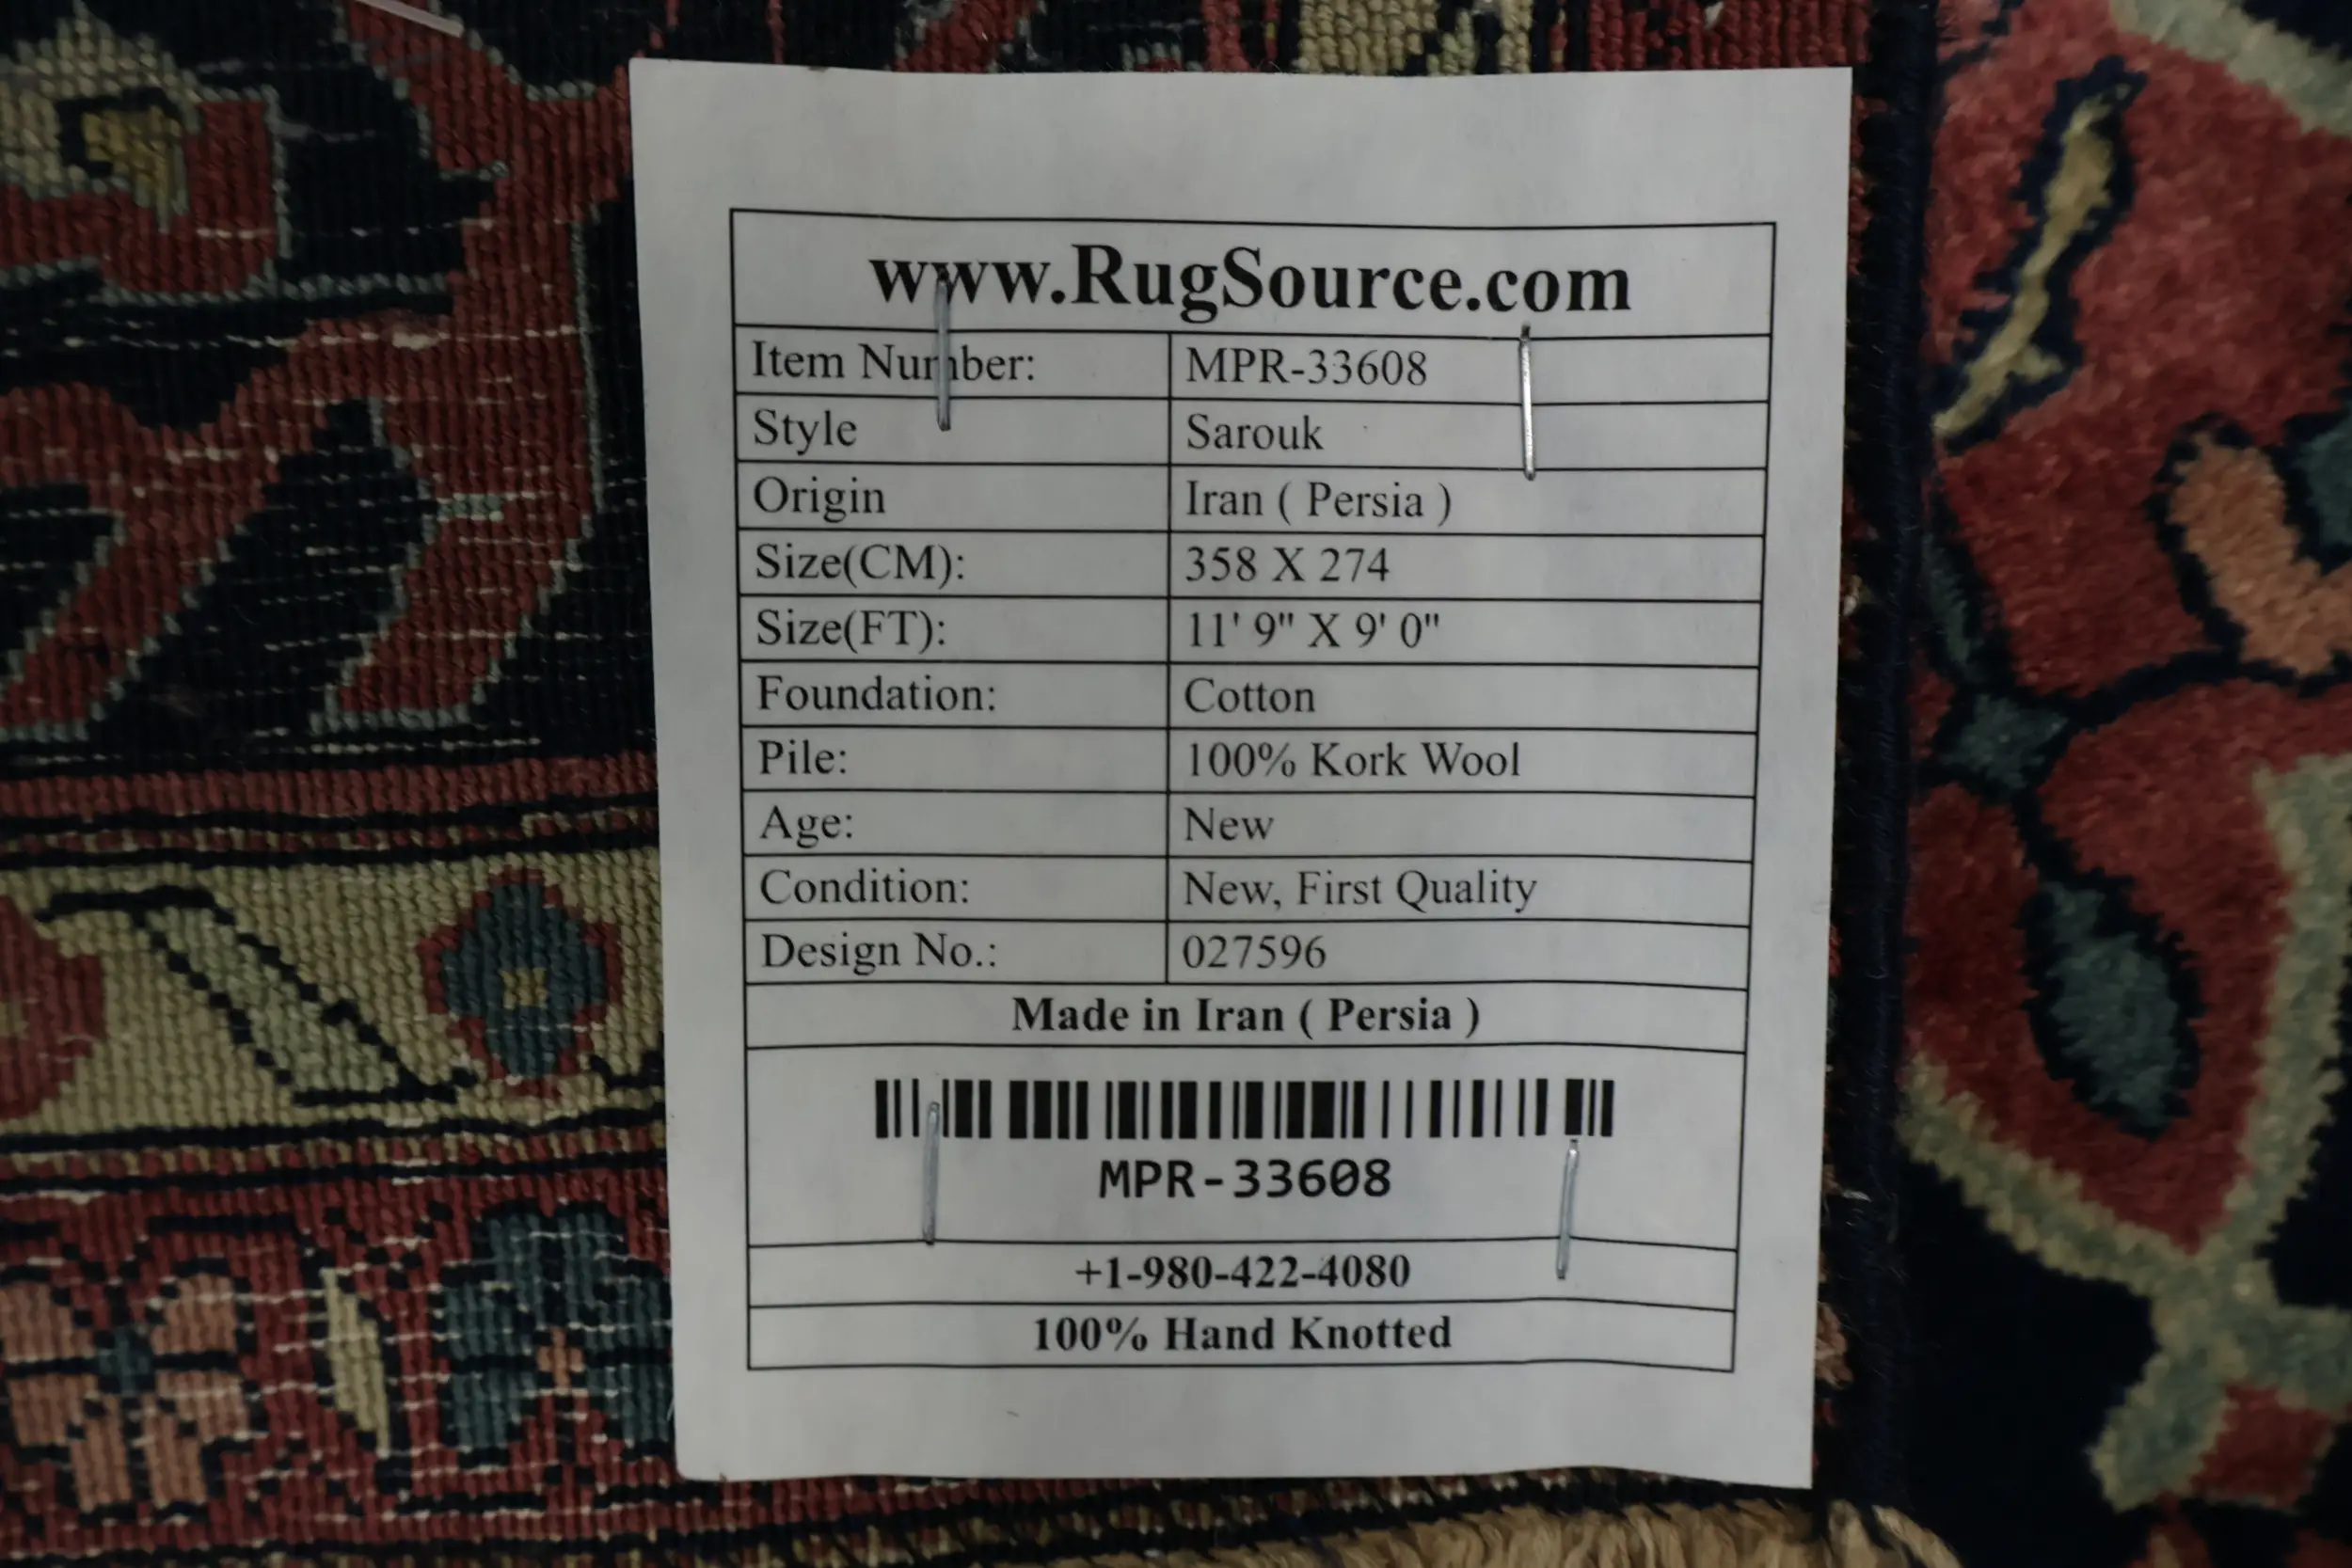 www.RugSource.com
Item Number: MPR-33608
Style Sarouk
Origin Iran ( Persia )
Size(CM): 358 X 274
Size(FT): 11' 9" X 9' 0"
Foundation: Cotton
Pile: 100% Kork Wool
Age: New
Condition: New, First Quality
Design No.: 027596
Made in Iran ( Persia )
MPR-33608
+1-980-422-4080
100% Hand Knotted